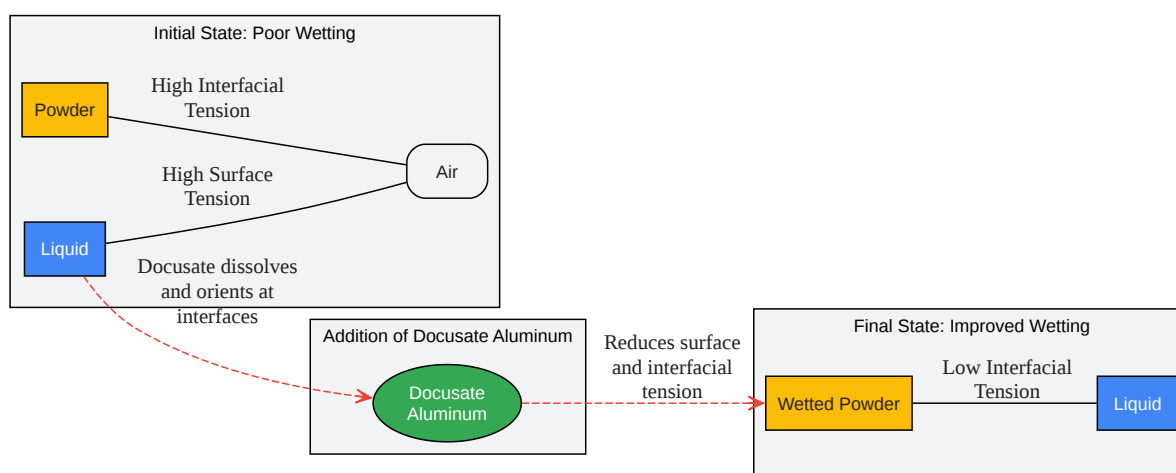 Initial State: Poor Wetting
High Interfacial
Tension
Powder
Air
High Surface
Tension
Liquid
Docusate dissolves
and orients at
interfaces
Addition of Docusate Aluminum
Docusate
Aluminum
Reduces surface
and interfacial
tension
Final State: Improved Wetting
Wetted Powder
Low Interfacial
Tension
Liquid